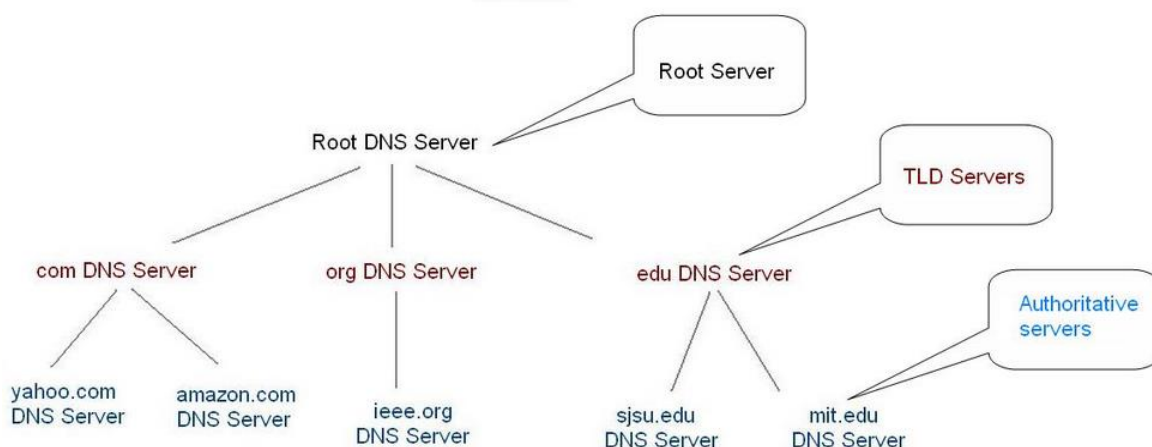 Root Server
Root DNS Server
TLD Servers
com DNS Server
org DNS Server
edu DNS Server
Authoritative
servers
yahoo.com
DNS Server
amazon.com
DNS Server
ieee.org
DNS Server
sjsu.edu
DNS Server
mit.edu
DNS Server